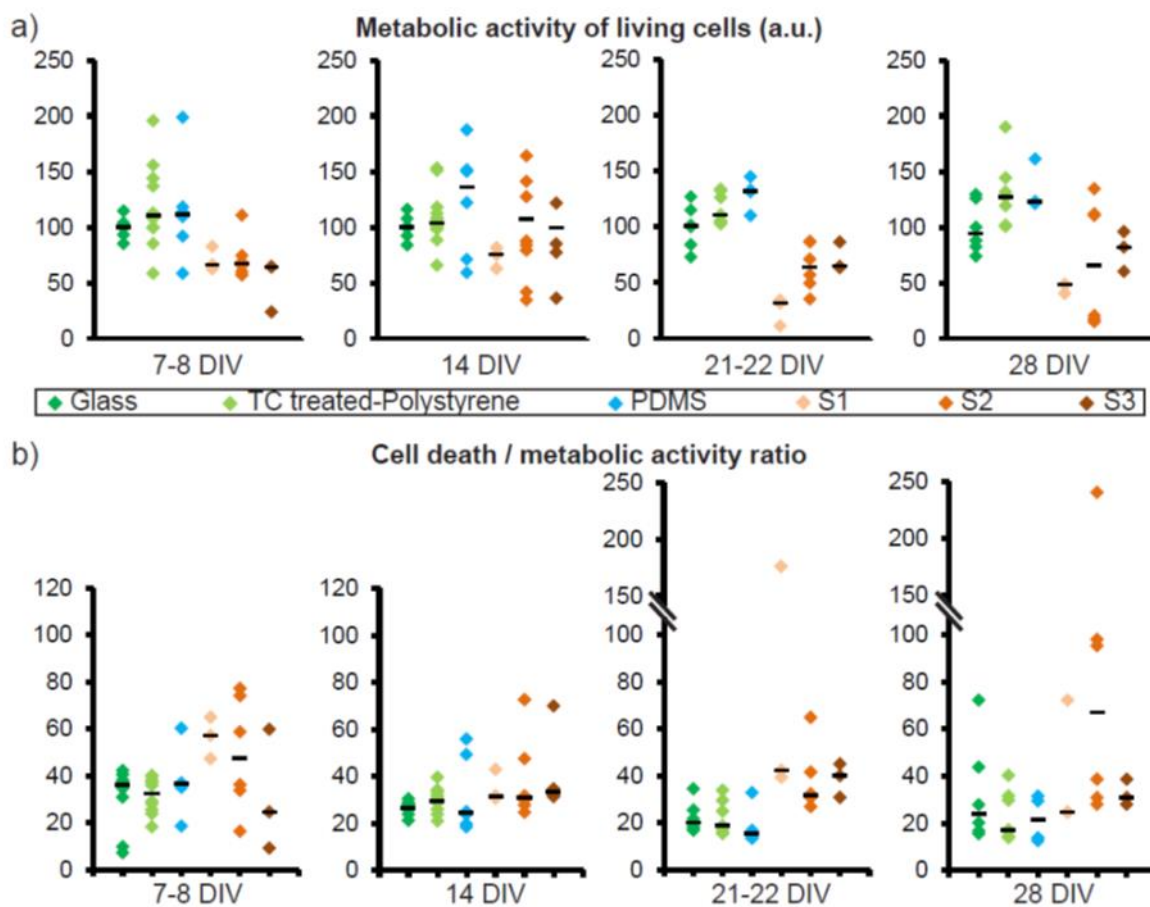 a)
Metabolic activity of living cells (a.u.)
250 250 250 250
200 200 200 200
150 150 150 150
100 100 100 100
50 50 50 50
0 0 0 0
7-8 DIV 14 DIV 21-22 DIV 28 DIV
Glass TC treated-Polystyrene PDMS S1 S2 S3
b)
Cell death / metabolic activity ratio
250 250
200 200
120 120 150 150
100 100 100 100
80 80 80 80
60 60 60 60
40 40 40 40
20 20 20 20
0 0 0 0
7-8 DIV 14 DIV 21-22 DIV 28 DIV